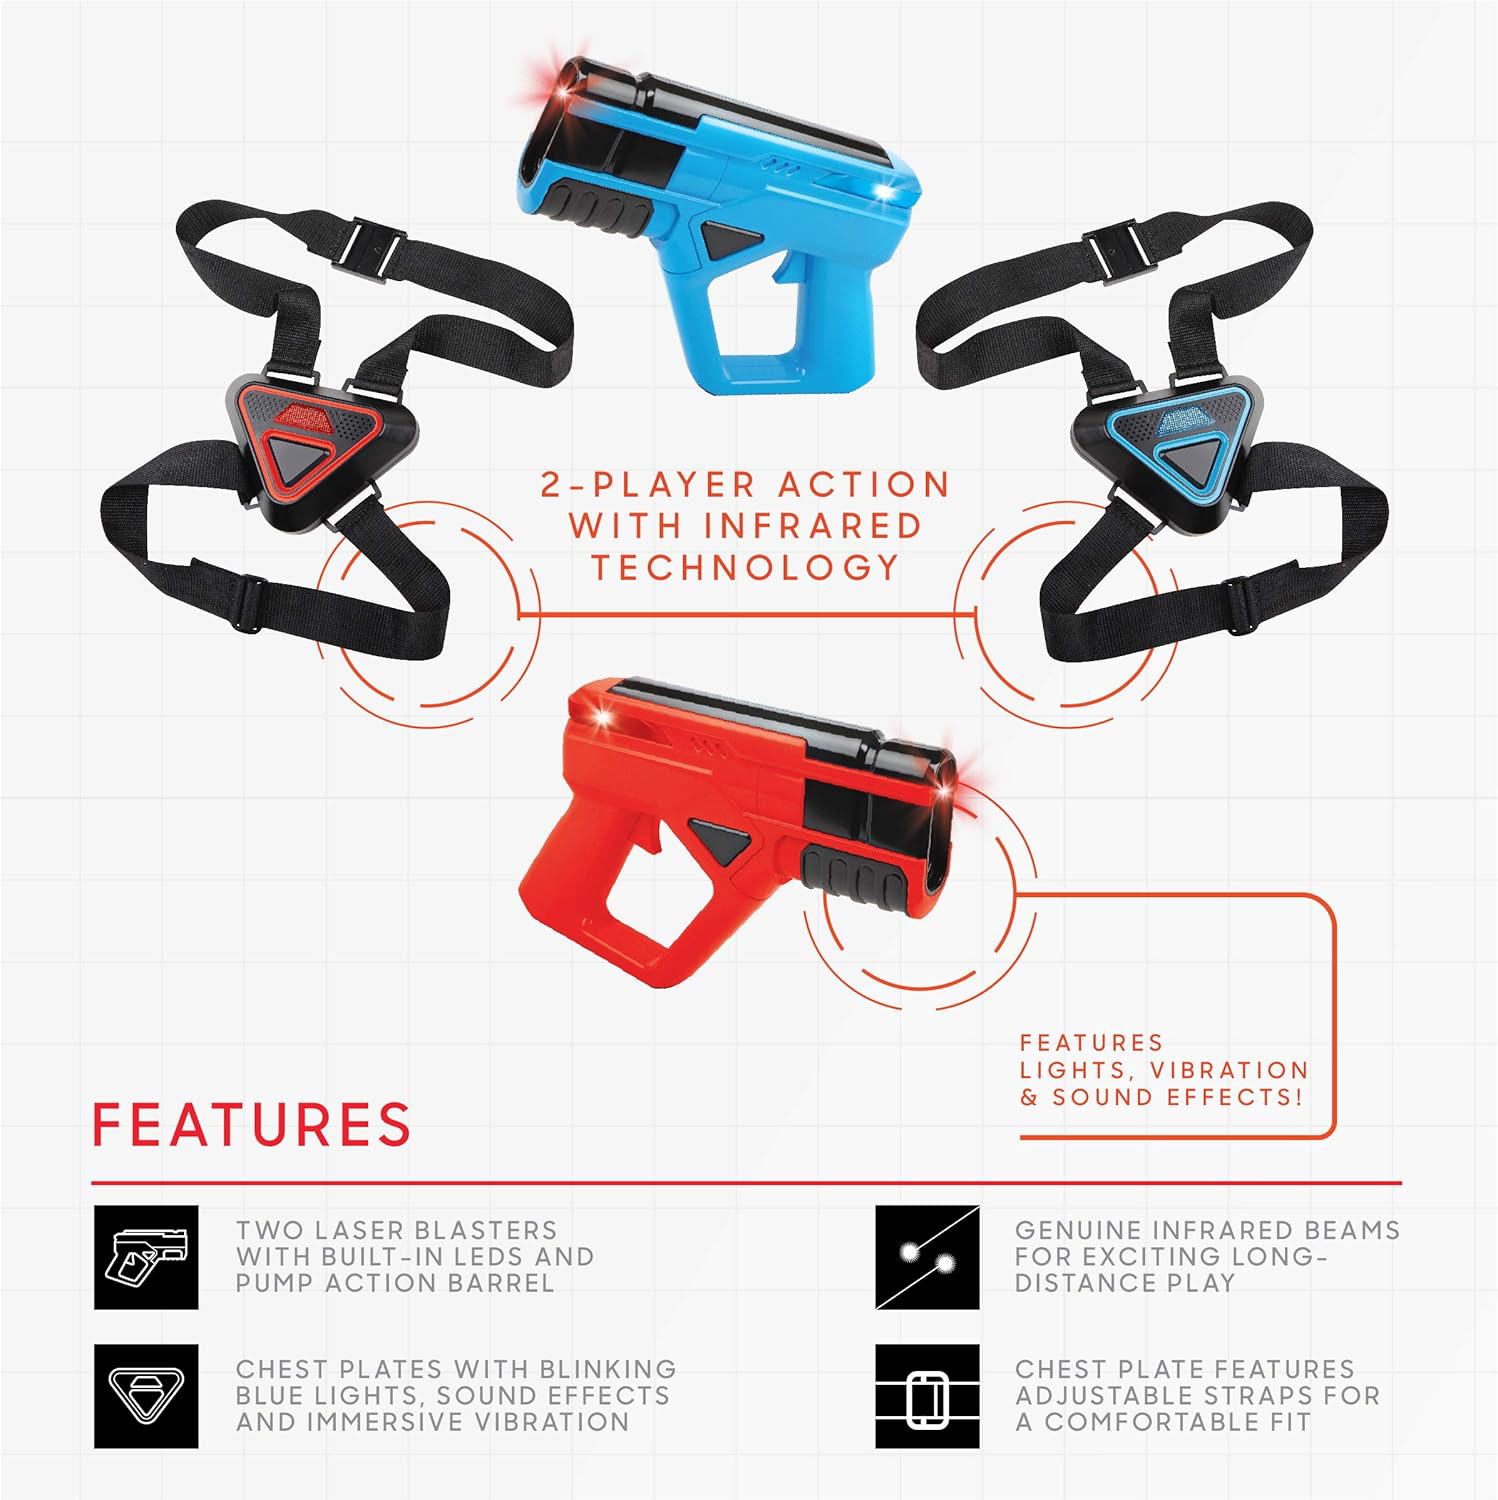 2-PLAYER ACTION
WITH INFRARED
TECHNOLOGY
FEATURES
LIGHTS, VIBRATION
& SOUND EFFECTS!
FEATURES
TWO LASER BLASTERS
WITH BUILT-IN LEDS AND
PUMP ACTION BARREL
GENUINE INFRARED BEAMS
FOR EXCITING LONG-
DISTANCE PLAY
CHEST PLATES WITH BLINKING
BLUE LIGHTS, SOUND EFFECTS
AND IMMERSIVE VIBRATION
CHEST PLATE FEATURES
ADJUSTABLE STRAPS FOR
A COMFORTABLE FIT